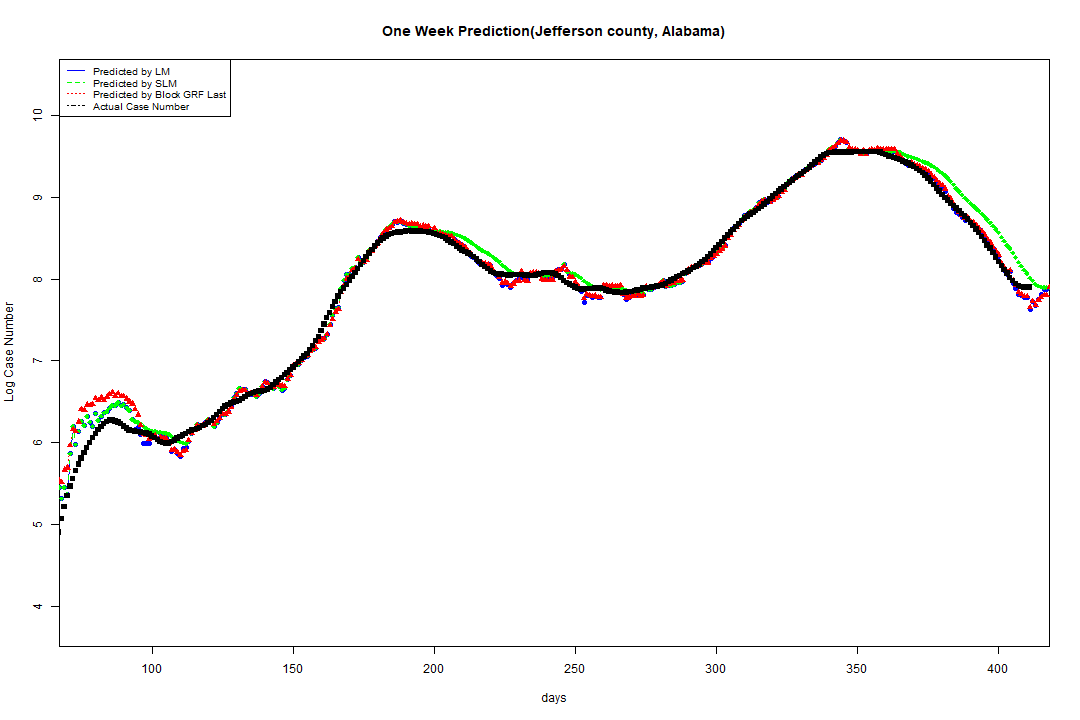 One Week Prediction(Jefferson county, Alabama)
Predicted by LM
Predicted by SLM
Predicted by Block GRF Last
Actual Case Number
10
9
8
7
6
5
4
Log Case Number
100 150 200 250 300 350 400
days